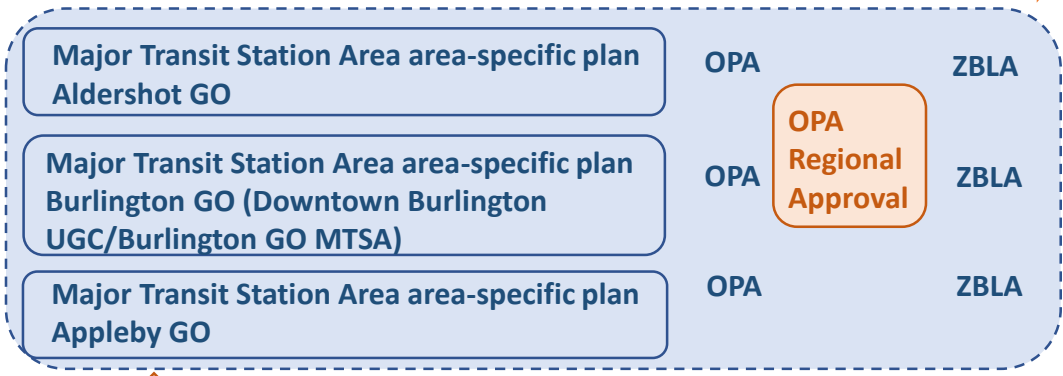 Major Transit Station Area area-specific plan
Aldershot GO
OPA
ZBLA
OPA
Regional
Approval
Major Transit Station Area area-specific plan
Burlington GO (Downtown Burlington
UGC/Burlington GO MTSA)
OPA
ZBLA
Major Transit Station Area area-specific plan
Appleby GO
OPA
ZBLA